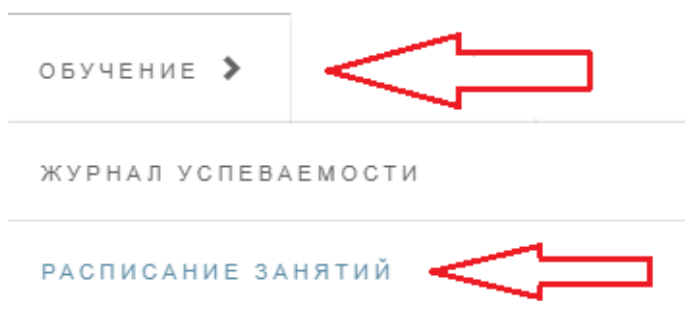 ОБУЧЕНИЕ
ЖУРНАЛ УСПЕВАЕМОСТИ
РАСПИСАНИЕ ЗАНЯТИЙ